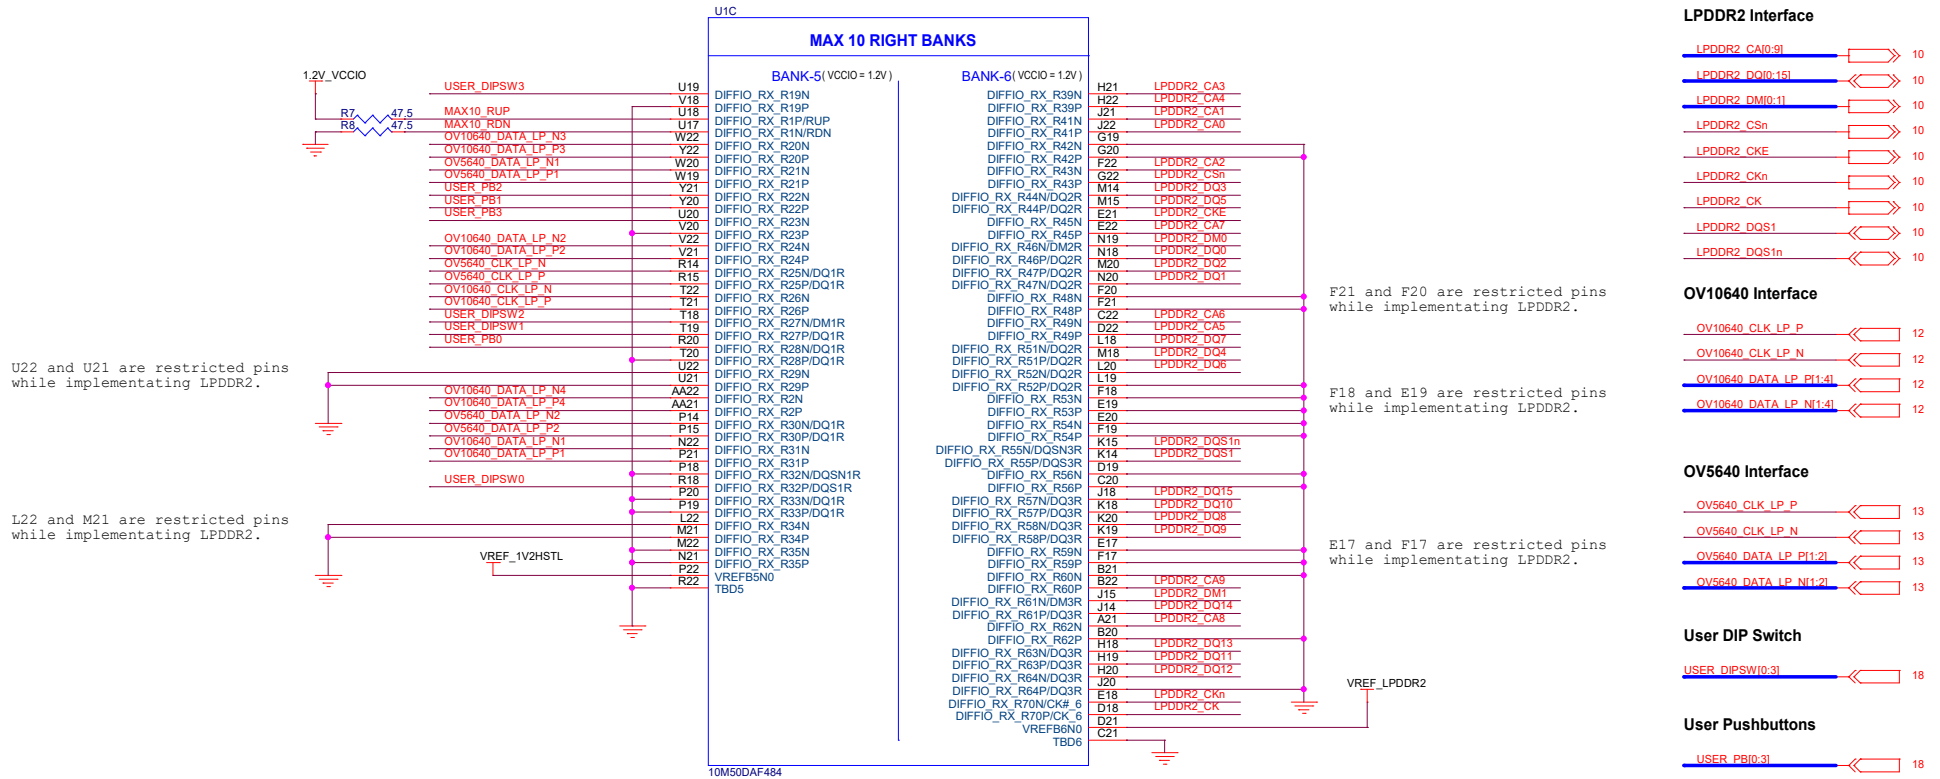 U1C
MAX 10 RIGHT BANKS
BANK-5 ( VCCIO = 1.2V )
BANK-6 ( VCCIO = 1.2V )
1.2V_VCCIO
R7 47.5
R8 47.5
USER_DIPSW3 U19 DIFFIO_RX_R19N
V18 DIFFIO_RX_R19P
MAX10_RUP U18 DIFFIO_RX_R1P/RUP
MAX10_RDN U17 DIFFIO_RX_R1N/RDN
OV10640_DATA_LP_N3 W22 DIFFIO_RX_R20N
OV10640_DATA_LP_P3 Y22 DIFFIO_RX_R20P
OV5640_DATA_LP_N1 W20 DIFFIO_RX_R21N
OV5640_DATA_LP_P1 W19 DIFFIO_RX_R21P
USER_PB2 Y21 DIFFIO_RX_R22N
USER_PB1 Y20 DIFFIO_RX_R22P
USER_PB3 U20 DIFFIO_RX_R23N
V20 DIFFIO_RX_R23P
OV10640_DATA_LP_N2 V22 DIFFIO_RX_R24N
OV10640_DATA_LP_P2 V21 DIFFIO_RX_R24P
OV5640_CLK_LP_N R14 DIFFIO_RX_R25N/DQ1R
OV5640_CLK_LP_P R15 DIFFIO_RX_R25P/DQ1R
OV10640_CLK_LP_N T22 DIFFIO_RX_R26N
OV10640_CLK_LP_P T21 DIFFIO_RX_R26P
USER_DIPSW2 T18 DIFFIO_RX_R27N/DM1R
USER_DIPSW1 T19 DIFFIO_RX_R27P/DQ1R
USER_PB0 R20 DIFFIO_RX_R28N/DQ1R
T20 DIFFIO_RX_R28P/DQ1R
U22 DIFFIO_RX_R29N
U21 DIFFIO_RX_R29P
OV10640_DATA_LP_N4 AA22 DIFFIO_RX_R2N
OV10640_DATA_LP_P4 AA21 DIFFIO_RX_R2P
OV5640_DATA_LP_N2 P14 DIFFIO_RX_R30N/DQ1R
OV5640_DATA_LP_P2 P15 DIFFIO_RX_R30P/DQ1R
OV10640_DATA_LP_N1 N22 DIFFIO_RX_R31N
OV10640_DATA_LP_P1 P21 DIFFIO_RX_R31P
P18 DIFFIO_RX_R32N/DQSN1R
USER_DIPSW0 R18 DIFFIO_RX_R32P/DQS1R
P20 DIFFIO_RX_R33N/DQ1R
P19 DIFFIO_RX_R33P/DQ1R
L22 DIFFIO_RX_R34N
M21 DIFFIO_RX_R34P
M22 DIFFIO_RX_R35N
N21 DIFFIO_RX_R35P
VREF_1V2HSTL P22 VREFB5N0
R22 TBD5
U22 and U21 are restricted pins
while implementating LPDDR2.
L22 and M21 are restricted pins
while implementing LPDDR2.
DIFFIO_RX_R39N H21 LPDDR2_CA3
DIFFIO_RX_R39P H22 LPDDR2_CA4
DIFFIO_RX_R41N J21 LPDDR2_CA1
DIFFIO_RX_R41P J22 LPDDR2_CA0
DIFFIO_RX_R42N G19
DIFFIO_RX_R42P G20
DIFFIO_RX_R43N F22 LPDDR2_CA2
DIFFIO_RX_R43P G22 LPDDR2_CSn
DIFFIO_RX_R44N/DQ2R M14 LPDDR2_DQ3
DIFFIO_RX_R44P/DQ2R M15 LPDDR2_DQ5
DIFFIO_RX_R45N E21 LPDDR2_CKE
DIFFIO_RX_R45P E22 LPDDR2_CA7
DIFFIO_RX_R46N/DM2R N19 LPDDR2_DM0
DIFFIO_RX_R46P/DQ2R N18 LPDDR2_DQ0
DIFFIO_RX_R47P/DQ2R M20 LPDDR2_DQ2
DIFFIO_RX_R47N/DQ2R N20 LPDDR2_DQ1
DIFFIO_RX_R48N F20
DIFFIO_RX_R48P F21
DIFFIO_RX_R49N C22 LPDDR2_CA6
DIFFIO_RX_R49P D22 LPDDR2_CA5
DIFFIO_RX_R51N/DQ2R L18 LPDDR2_DQ7
DIFFIO_RX_R51P/DQ2R M18 LPDDR2_DQ4
DIFFIO_RX_R52N/DQ2R L20 LPDDR2_DQ6
DIFFIO_RX_R52P/DQ2R L19
DIFFIO_RX_R53N F18
DIFFIO_RX_R53P E19
DIFFIO_RX_R54N E20
DIFFIO_RX_R54P F19
DIFFIO_RX_R55N/DQSN3R K15 LPDDR2_DQS1n
DIFFIO_RX_R55P/DQS3R K14 LPDDR2_DQS1
DIFFIO_RX_R56N D19
DIFFIO_RX_R56P C20
DIFFIO_RX_R57N/DQ3R J18 LPDDR2_DQ15
DIFFIO_RX_R57P/DQ3R K18 LPDDR2_DQ10
DIFFIO_RX_R58N/DQ3R K20 LPDDR2_DQ8
DIFFIO_RX_R58P/DQ3R K19 LPDDR2_DQ9
DIFFIO_RX_R59N E17
DIFFIO_RX_R59P F17
DIFFIO_RX_R60N B21
DIFFIO_RX_R60P B22 LPDDR2_CA9
DIFFIO_RX_R61N/DM3R J15 LPDDR2_DM1
DIFFIO_RX_R61P/DQ3R J14 LPDDR2_DQ14
DIFFIO_RX_R62N A21 LPDDR2_CA8
DIFFIO_RX_R62P B20
DIFFIO_RX_R63N/DQ3R H18 LPDDR2_DQ13
DIFFIO_RX_R63P/DQ3R H19 LPDDR2_DQ11
DIFFIO_RX_R64N/DQ3R H20 LPDDR2_DQ12
DIFFIO_RX_R64P/DQ3R J20
DIFFIO_RX_R70N/CK#_6 E18 LPDDR2_CKn
DIFFIO_RX_R70P/CK_6 D18 LPDDR2_CK
VREFB6N0 D21 VREF_LPDDR2
TBD6 C21
10M50DAF484
F21 and F20 are restricted pins
while implementing LPDDR2.
F18 and E19 are restricted pins
while implementing LPDDR2.
E17 and F17 are restricted pins
while implementing LPDDR2.
LPDDR2 Interface
LPDDR2_CA[0:9] 10
LPDDR2_DQ[0:15] 10
LPDDR2_DM[0:1] 10
LPDDR2_CSn 10
LPDDR2_CKE 10
LPDDR2_CKn 10
LPDDR2_CK 10
LPDDR2_DQS1 10
LPDDR2_DQS1n 10
OV10640 Interface
OV10640_CLK_LP_P 12
OV10640_CLK_LP_N 12
OV10640_DATA_LP_P[1:4] 12
OV10640_DATA_LP_N[1:4] 12
OV5640 Interface
OV5640_CLK_LP_P 13
OV5640_CLK_LP_N 13
OV5640_DATA_LP_P[1:2] 13
OV5640_DATA_LP_N[1:2] 13
User DIP Switch
USER_DIPSW[0:3] 18
User Pushbuttons
USER_PB[0:3] 18